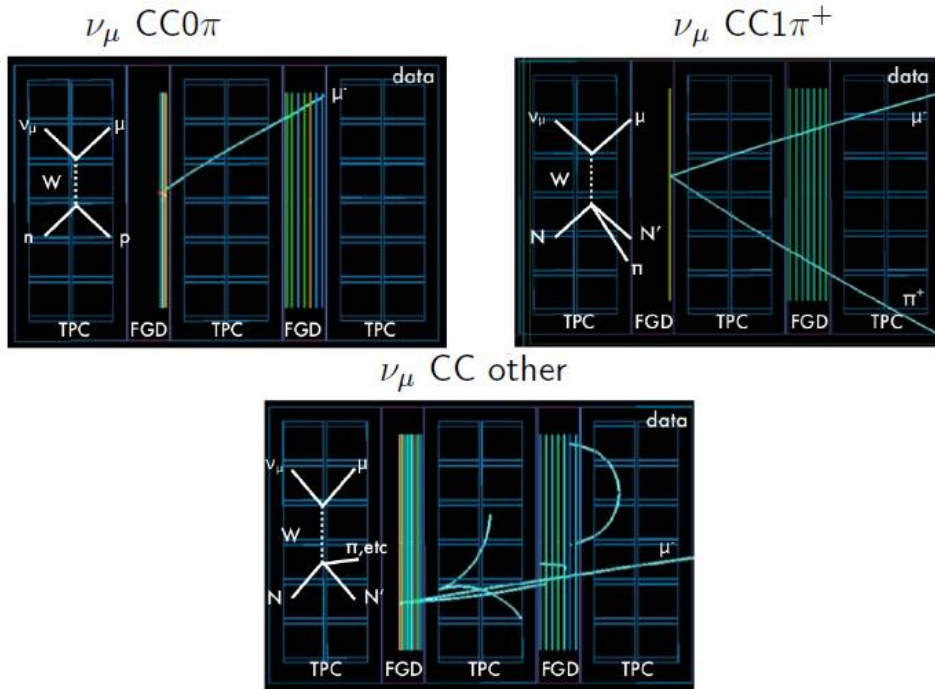 νμ CC0π
data
νμ μ
W
n p
μ-
TPC FGD TPC FGD TPC
νμ CC1π+
data
νμ μ
W
N N'
π
μ-
π+
TPC FGD TPC FGD TPC
νμ CC other
data
νμ μ
W
π,etc
N N'
μ-
TPC FGD TPC FGD TPC